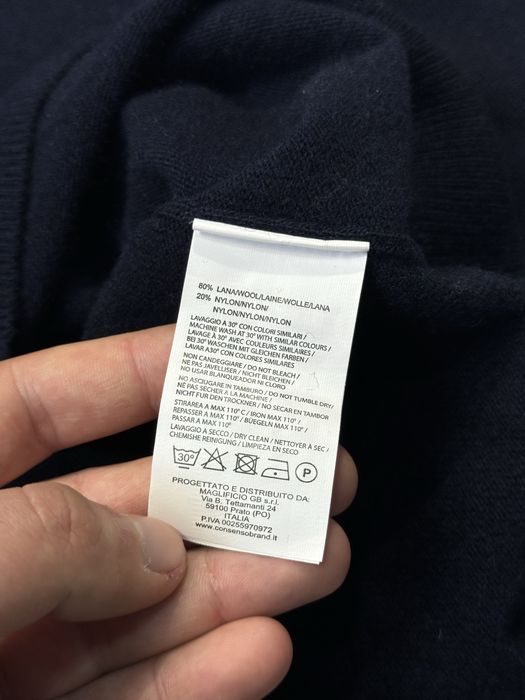 80% LANA/WOOL/LAINE/WOLLE/LANA
20% NYLON/NYLON/
NYLON/NYLON/NYLON
LAVAGGIO A 30° CON COLORI SIMILARI /
MACHINE WASH AT 30° WITH SIMILAR COLOURS /
LAVAGE À 30° AVEC COULEURS SIMILAIRES /
BEI 30° WASCHEN MIT GLEICHEN FARBEN /
LAVAR A30° CON COLORES SIMILARES
NON CANDEGGIARE / DO NOT BLEACH /
NE PAS JAVELLISER / NICHT BLEICHEN /
NO USAR BLANQUEADOR NI CLORO
NO ASCIUGARE IN TAMBURO / DO NOT TUMBLE DRY/
NE PAS SÉCHER A LA MACHINE /
NICHT FUR DEN TROCKNER / NO SECAR EN TAMBOR
STIRAREA A MAX 110° C / IRON MAX 110° /
REPASSER A MAX 110° / BÜGELN MAX 110° /
PASSAR A MAX 110°
LAVAGGIO A SECCO / DRY CLEAN / NETTOYER À SEC /
CHEMISHE REINIGUNG / LIMPIEZA EN SECO
30° P
PROGETTATO E DISTRIBUITO DA:
MAGLIFICIO GB s.r.l.
Via B. Tettamanti 24
59100 Prato (PO)
ITALIA
P.IVA 00255970972
www.consensobrand.it